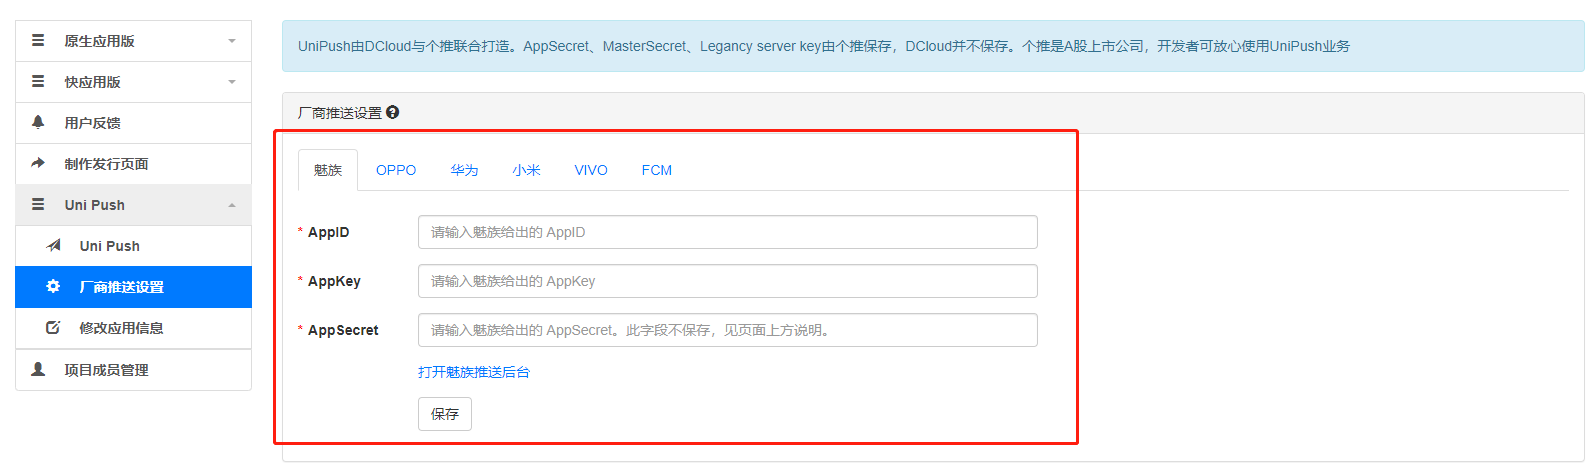 原生应用版
快应用版
用户反馈
制作发行页面
Uni Push
Uni Push
厂商推送设置
修改应用信息
项目成员管理
UniPush由DCloud与个推联合打造。AppSecret、MasterSecret、Legancy server key由个推保存，DCloud并不保存。个推是A股上市公司，开发者可放心使用UniPush业务
厂商推送设置
魅族 OPPO 华为 小米 VIVO FCM
* AppID 请输入魅族给出的 AppID
* AppKey 请输入魅族给出的 AppKey
* AppSecret 请输入魅族给出的 AppSecret。此字段不保存，见页面上方说明。
打开魅族推送后台
保存